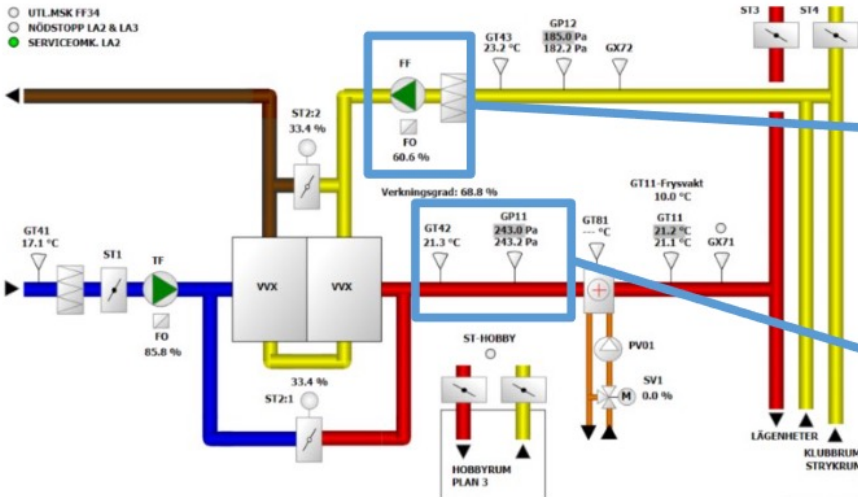 UTL.MSK FF34
NÖDSTOPP LA2 & LA3
SERVICEOMK. LA2
ST3
ST4
GP12
185.0 Pa
182.2 Pa
GT43
23.2 °C
GX72
FF
FO
60.6 %
ST2:2
33.4 %
Verkningsgrad: 68.8 %
GT11-Frysvakt
10.0 °C
GT41
17.1 °C
ST1
TF
FO
85.8 %
VVX
VVX
GT42
21.3 °C
GP11
243.0 Pa
243.2 Pa
GT81
--- °C
GT11
21.2 °C
21.1 °C
GX71
33.4 %
ST2:1
ST-HOBBY
PV01
SV1
M
0.0 %
HOBBYRUM
PLAN 3
LÄGENHETER
KLUBBRUM
STRYKRUN